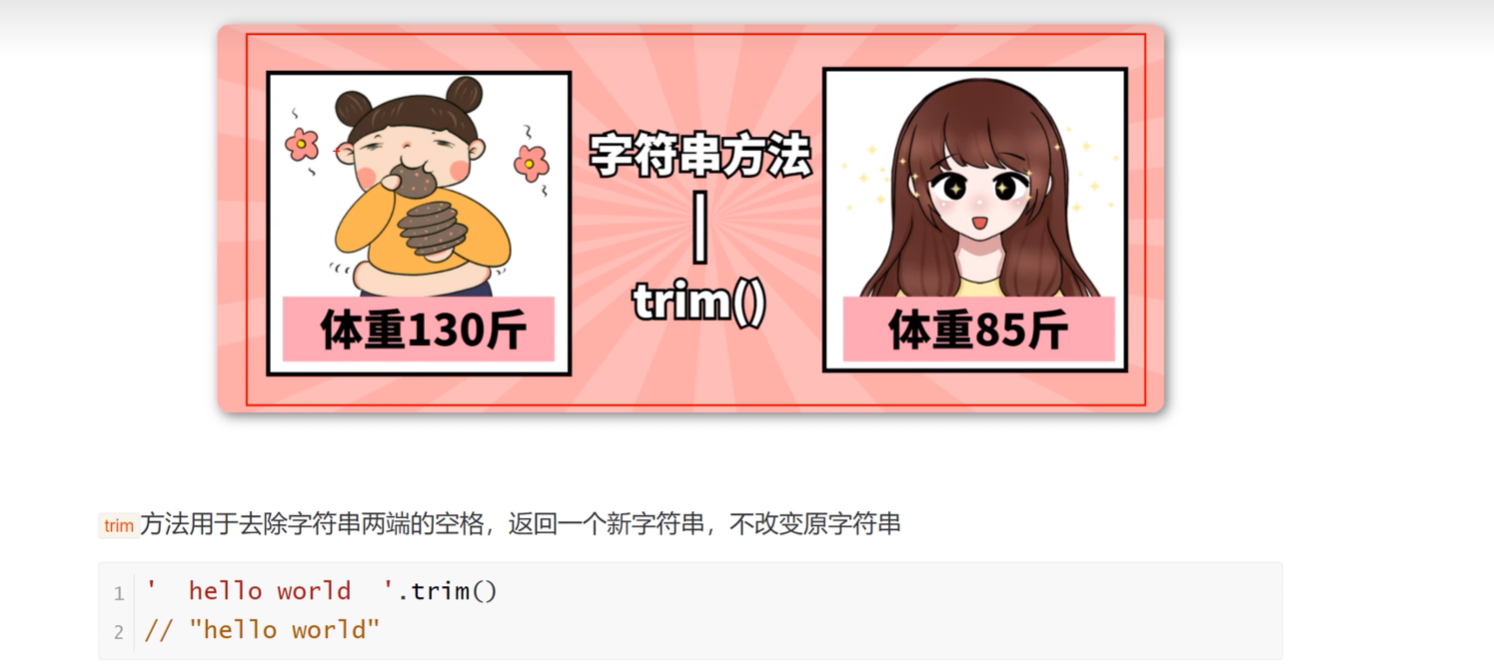 字符串方法
|
trim()
体重130斤
体重85斤
trim方法用于去除字符串两端的空格，返回一个新字符串，不改变原字符串
1 '  hello world  '.trim()
2 // "hello world"